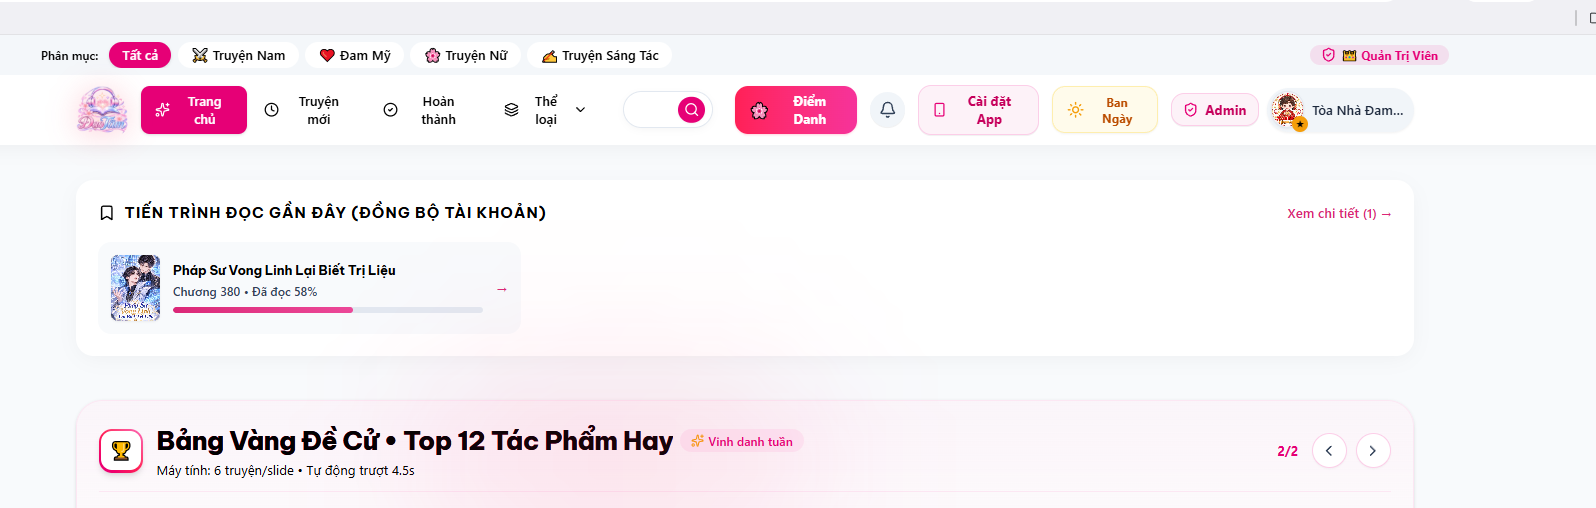 Phân mục:
Tất cả
Truyện Nam
Đam Mỹ
Truyện Nữ
Truyện Sáng Tác
Quản Trị Viên
Trang
chủ
Truyện
mới
Hoàn
thành
Thể
loại
Điểm
Danh
Cài đặt
App
Ban
Ngày
Admin
Tòa Nhà Đam...
TIẾN TRÌNH ĐỌC GẦN ĐÂY (ĐỒNG BỘ TÀI KHOẢN)
Xem chi tiết (1) →
Pháp Sư Vong Linh Lại Biết Trị Liệu
Chương 380 • Đã đọc 58%
→
Pháp Sư
Vong Linh
Bảng Vàng Đề Cử • Top 12 Tác Phẩm Hay
Vinh danh tuần
2/2
Máy tính: 6 truyện/slide • Tự động trượt 4.5s